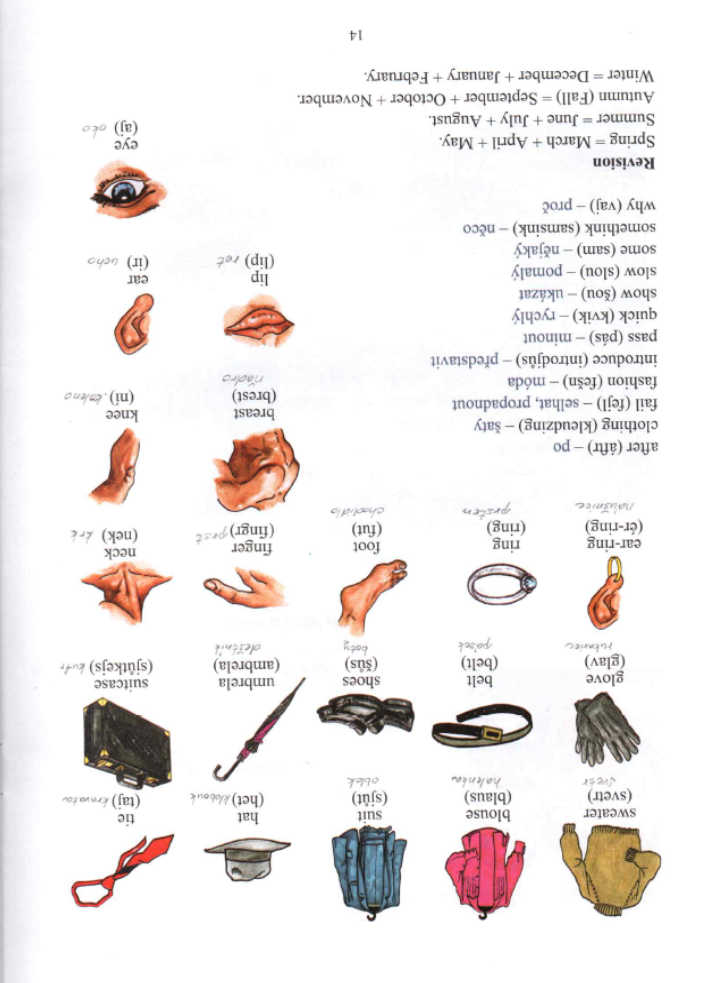 sweater
(svetr)
svetr
blouse
(blaus)
halenka
suit
(sjút)
oblek
hat
(het) klobouk
tie
(taj) kravata
glove
(glav)
rukavice
belt
(belt)
pásek
shoes
(šůs)
boty
umbrela
(ambrela)
deštník
suitcase
(sjůtkejs) kufr
ear-ring
(ér-ring)
náušnice
ring
(ring)
prsten
foot
(fut)
chodidlo
finger
(fingr) prst
neck
(nek) krk
after (áftr) – po
clothing (kleudzing) – šaty
fail (fejl) – selhat, propadnout
fashion (fešn) – móda
introduce (introdjůs) – představit
pass (pás) – minout
quick (kvik) – rychlý
show (šou) – ukázat
slow (slou) – pomalý
some (sam) – nějaký
somethink (samsink) – něco
why (vaj) – proč
breast
(brest)
ňadro
knee
(ní) koleno
lip
(lip) ret
ear
(ír) ucho
eye
(aj) oko
Revision
Spring = March + April + May.
Summer = June + July + August.
Autumn (Fall) = September + October + November.
Winter = December + January + February.
14